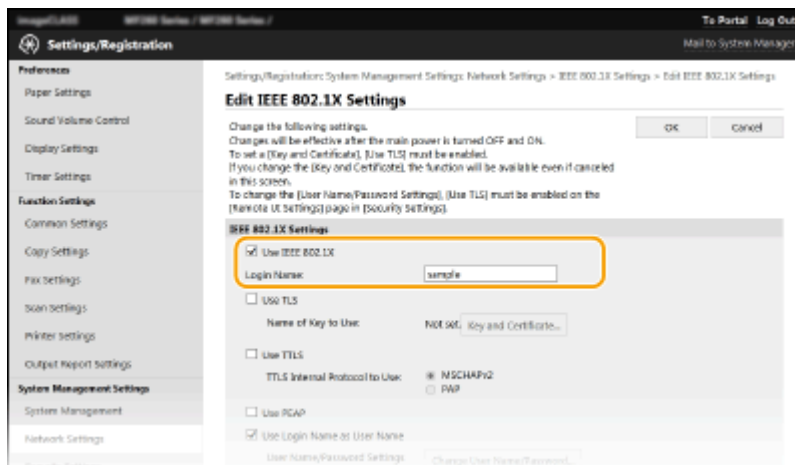 To Portal Log Out
Settings/Registration
Mail to System Manager
Preferences
Paper Settings
Sound Volume Control
Display Settings
Timer Settings
Function Settings
Common Settings
Copy Settings
Fax Settings
Scan Settings
Printer Settings
Output Report Settings
System Management Settings
System Management
Network Settings
Settings/Registration: System Management Settings: Network Settings > IEEE 802.1X Settings > Edit IEEE 802.1X Settings
Edit IEEE 802.1X Settings
Change the following settings.
Changes will be effective after the main power is turned OFF and ON.
To set a [Key and Certificate], [Use TLS] must be enabled.
If you change the [Key and Certificate], the function will be available even if canceled
in this screen.
To change the [User Name/Password Settings], [Use TLS] must be enabled on the
[Remote UI Settings] page in [Security Settings].
OK Cancel
IEEE 802.1X Settings
Use IEEE 802.1X
Login Name: sample
Use TLS
Name of Key to Use: Not set. Key and Certificate...
Use TTLS
TTLS Internal Protocol to Use: MSCHAPv2
PAP
Use PEAP
Use Login Name as User Name
User Name/Password Settings Change User Name/Password...